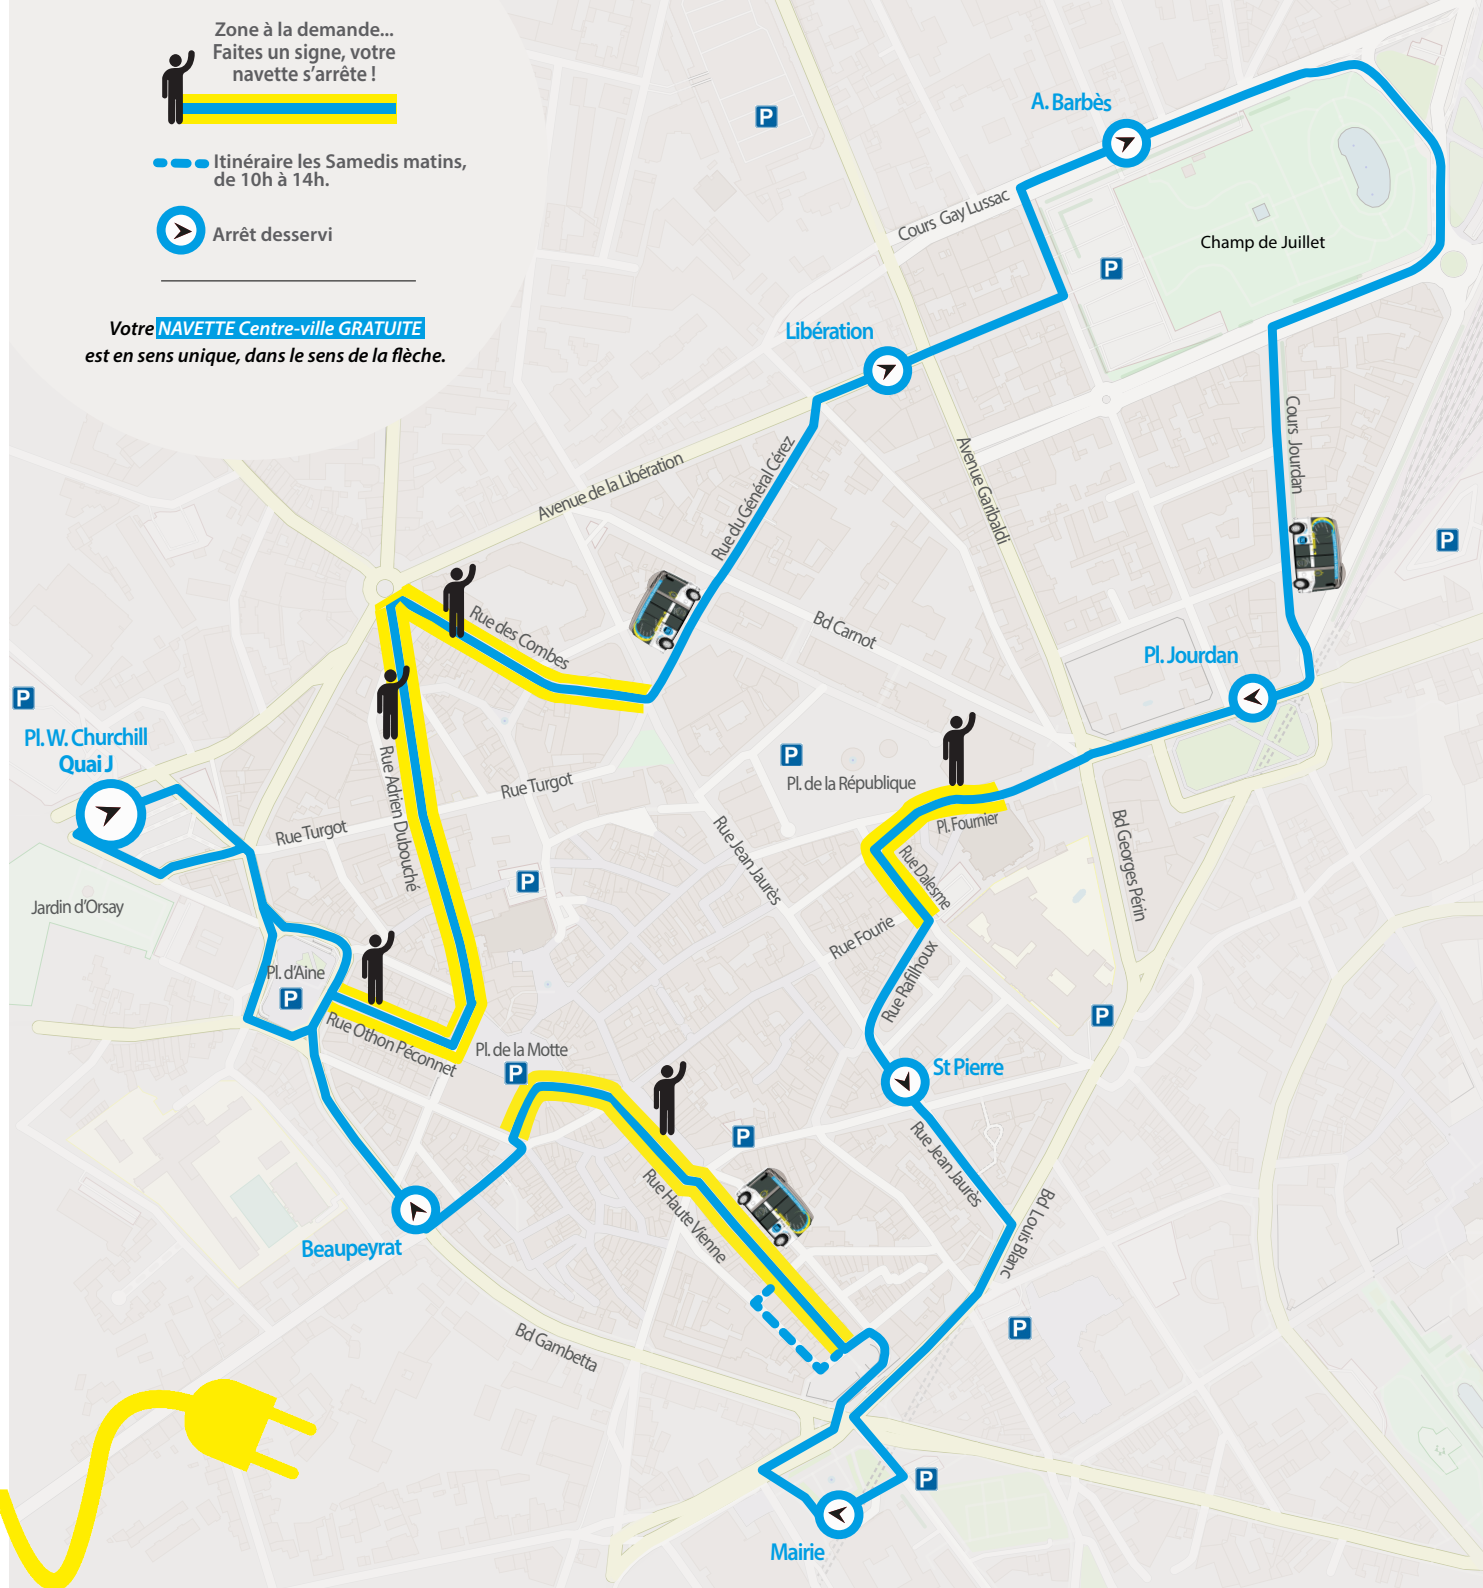 Zone à la demande...
Faites un signe, votre
navette s'arrête !
Itinéraire les Samedis matins,
de 10h à 14h.
Arrêt desservi
Votre NAVETTE Centre-ville GRATUITE
est en sens unique, dans le sens de la flèche.
P
A. Barbès
Cours Gay Lussac
Champ de Juillet
P
Libération
Cours Jourdan
Avenue de la Libération
Rue du Général Cérez
Avenue Garibaldi
P
Rue des Combes
Bd Carnot
Pl. Jourdan
P
Pl. W. Churchill
Quai J
Rue Adrien Dubouché
Rue Turgot
P
Pl. de la République
Pl. Fournier
Rue Turgot
Rue Jean Jaurès
Rue Dalesme
Bd Georges Périn
P
Jardin d'Orsay
Rue Fourie
Rue Rafilhoux
Pl. d'Aine
P
P
Rue Othon Péconnet
Pl. de la Motte
P
St Pierre
P
Rue Jean Jaurès
Rue Haute Vienne
Bd Louis Blanc
Beaupeyrat
Bd Gambetta
P
P
Mairie
P